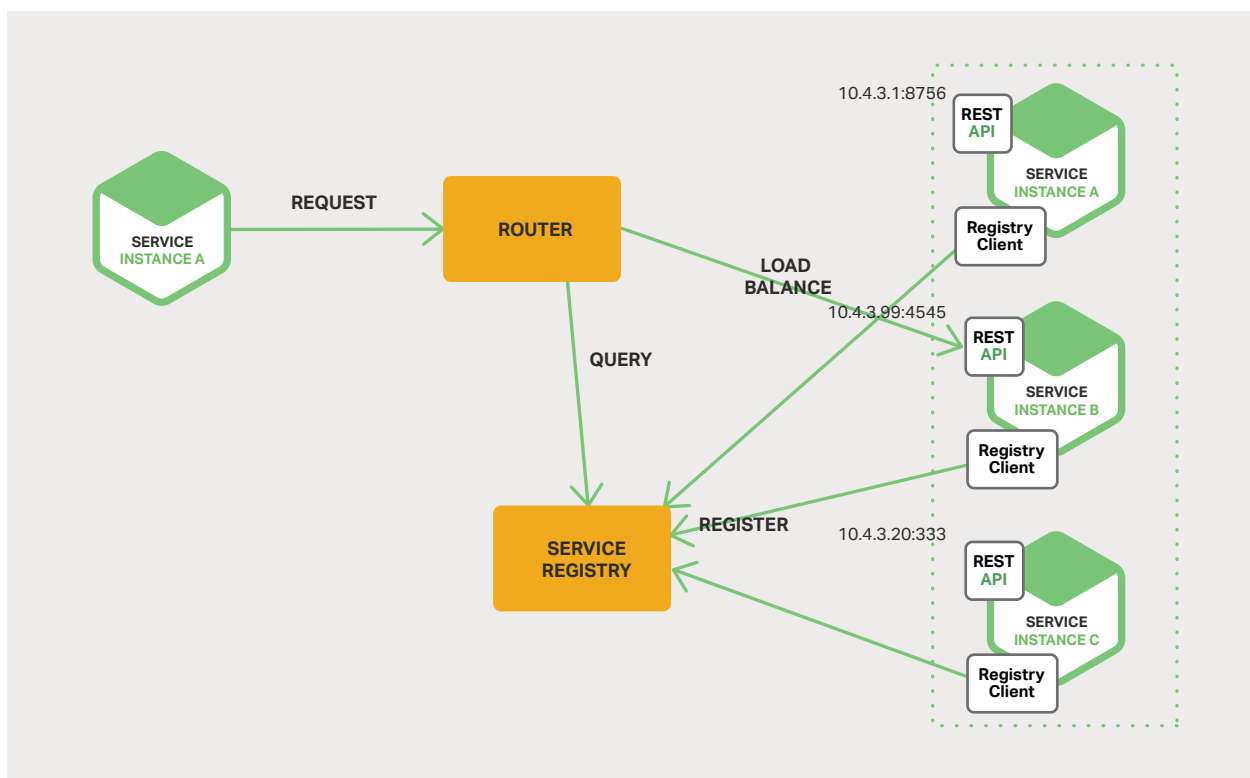 SERVICE
INSTANCE A
REQUEST
ROUTER
LOAD
BALANCE
QUERY
SERVICE
REGISTRY
REGISTER
10.4.3.1:8756
REST
API
SERVICE
INSTANCE A
Registry
Client
10.4.3.99:4545
REST
API
SERVICE
INSTANCE B
Registry
Client
10.4.3.20:333
REST
API
SERVICE
INSTANCE C
Registry
Client